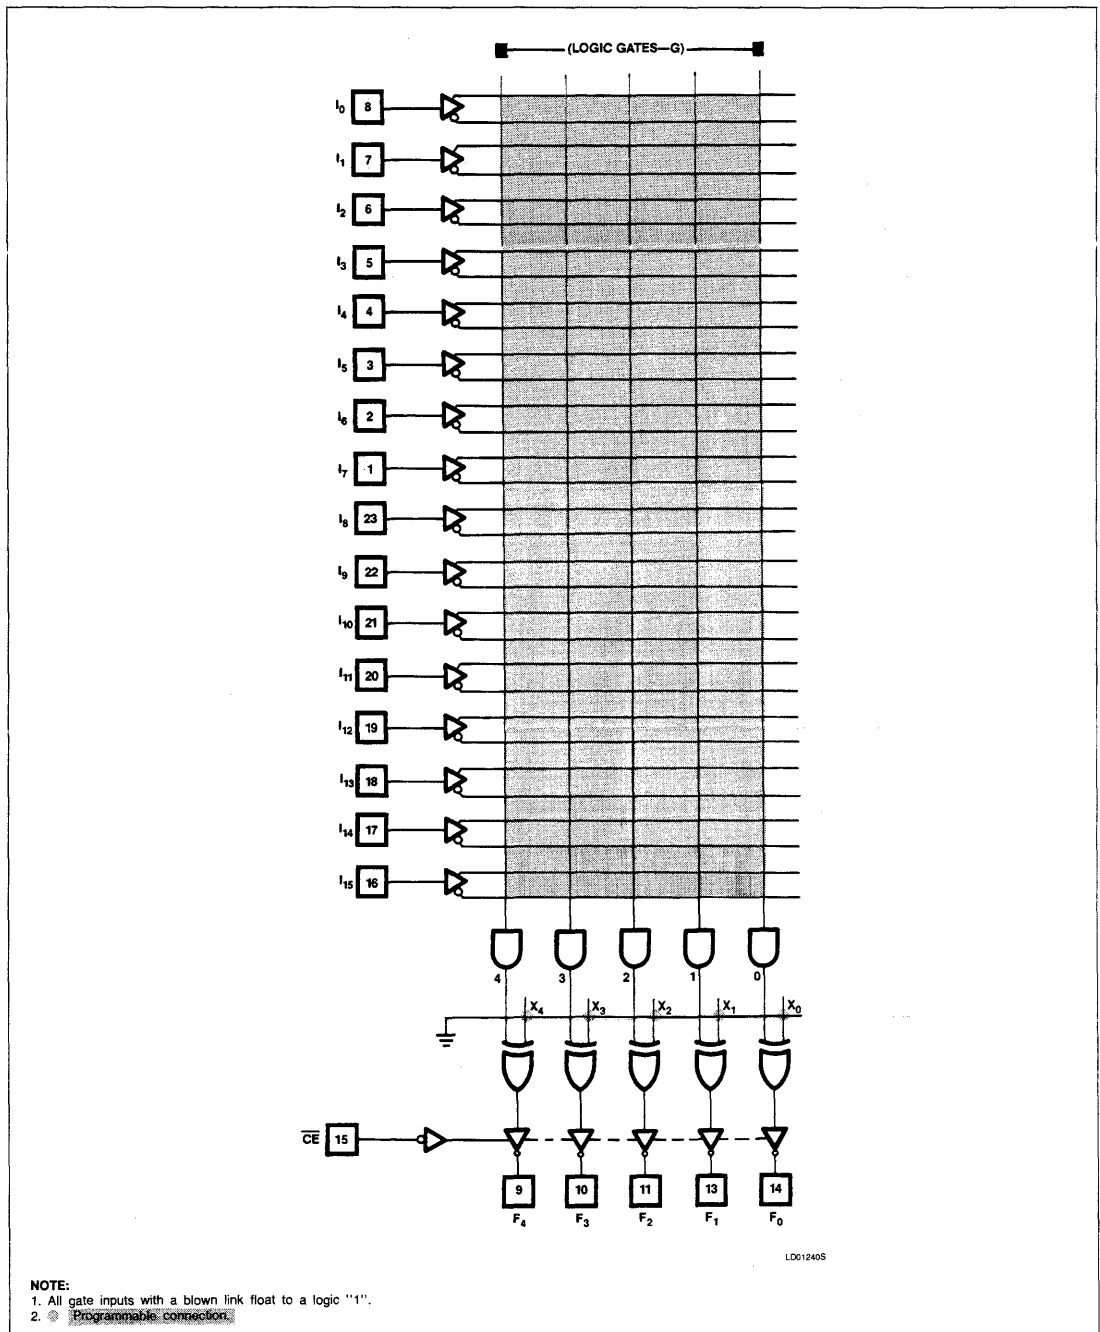 (LOGIC GATES—G)
I0 8
I1 7
I2 6
I3 5
I4 4
I5 3
I6 2
I7 1
I8 23
I9 22
I10 21
I11 20
I12 19
I13 18
I14 17
I15 16
4 3 2 1 0
X4 X3 X2 X1 X0
C̅E̅ 15
9 10 11 13 14
F4 F3 F2 F1 F0
LD01240S
NOTE:
1. All gate inputs with a blown link float to a logic "1".
2. Programmable connection.